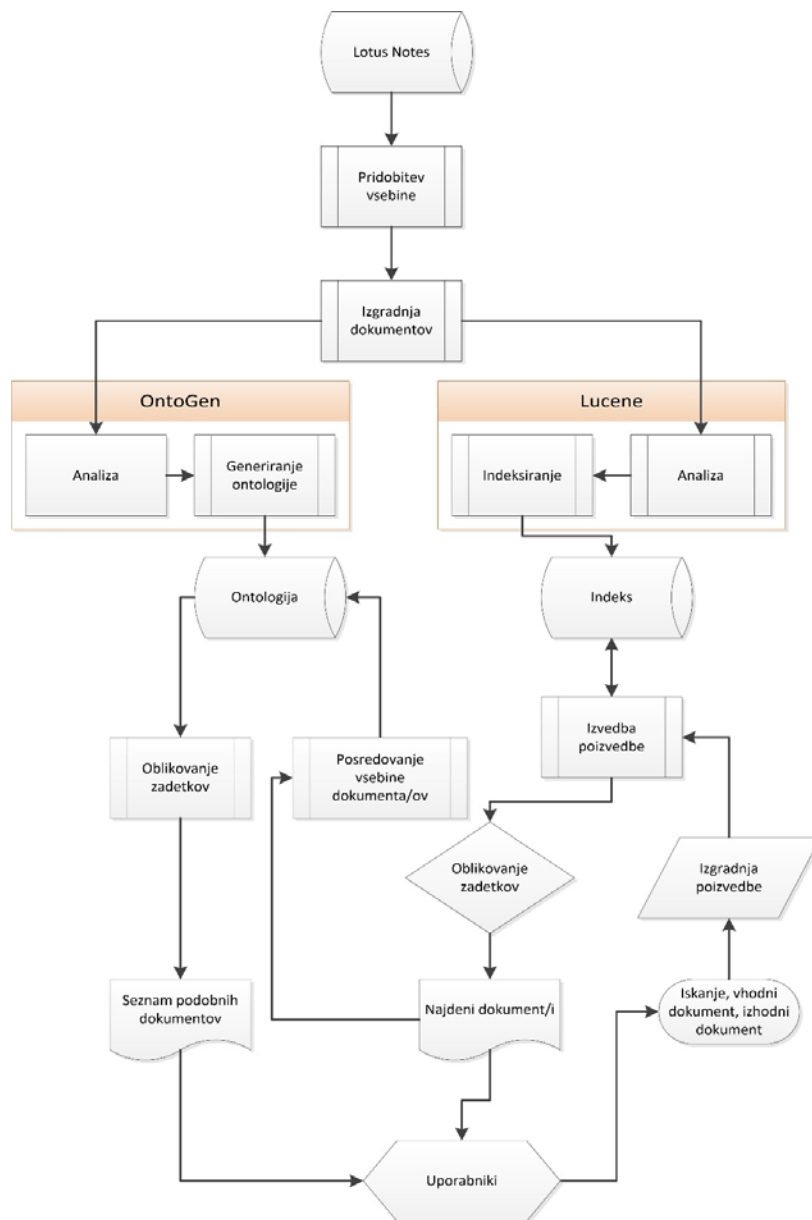 Lotus Notes
Pridobitev
vsebine
Izgradnja
dokumentov
OntoGen
Lucene
Analiza
Generiranje
ontologije
Indeksiranje
Analiza
Ontologija
Indeks
Oblikovanje
zadetkov
Posredovanje
vsebine
dokumenta/ov
Izvedba
poizvedbe
Oblikovanje
zadetkov
Izgradnja
poizvedbe
Seznam podobnih
dokumentov
Najdeni dokument/i
Iskanje, vhodni
dokument, izhodni
dokument
Uporabniki